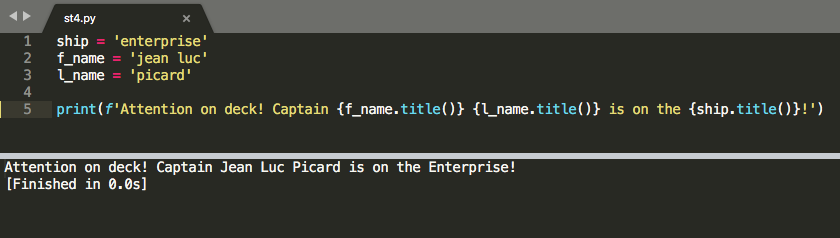 st4.py ×
1 ship = 'enterprise'
2 f_name = 'jean luc'
3 l_name = 'picard'
4
5 print(f'Attention on deck! Captain {f_name.title()} {l_name.title()} is on the {ship.title()}!')
Attention on deck! Captain Jean Luc Picard is on the Enterprise!
[Finished in 0.0s]